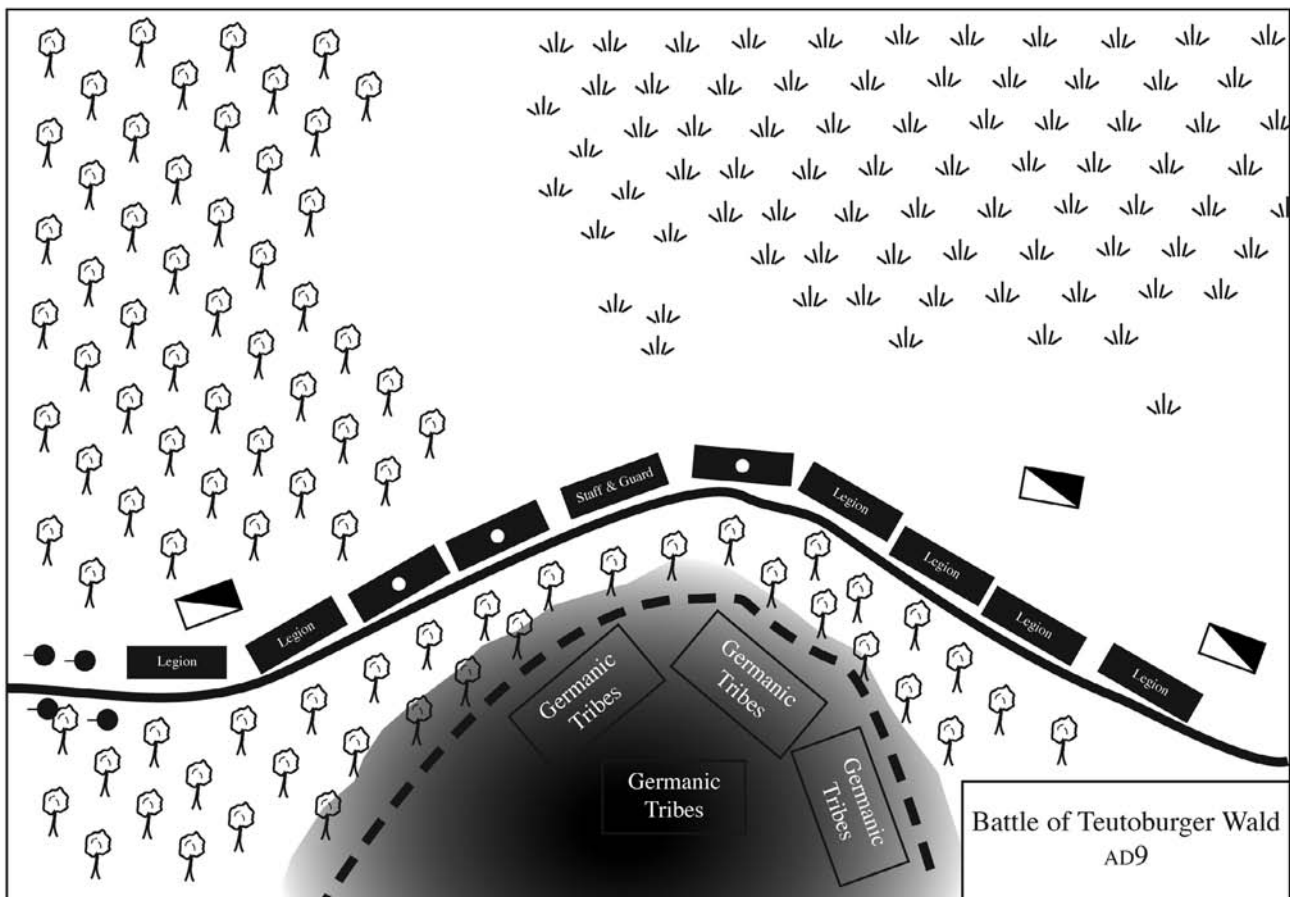 Staff & Guard
Legion
Legion
Legion
Legion
Legion
Legion
Germanic
Tribes
Germanic
Tribes
Germanic
Tribes
Germanic
Tribes
Battle of Teutoburger Wald
AD9